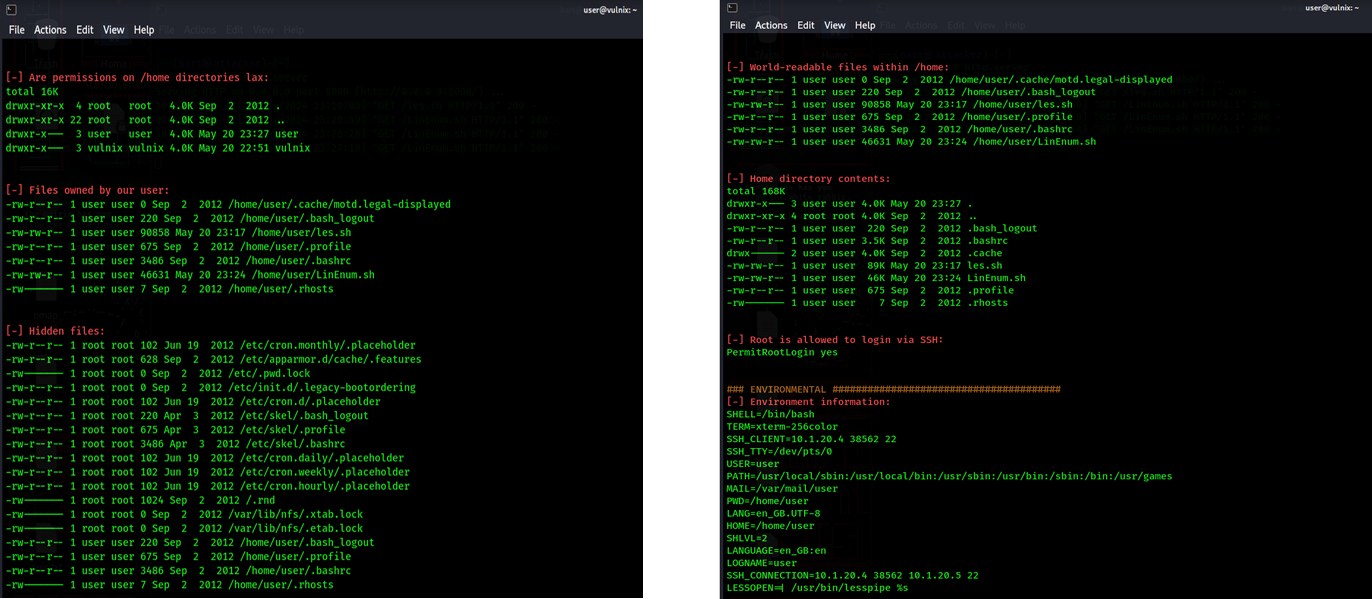 user@vulnix: ~
File Actions Edit View Help
[-] Are permissions on /home directories lax:
total 16K
drwxr-xr-x 4 root root 4.0K Sep 2 2012 .
drwxr-xr-x 22 root root 4.0K Sep 2 2012 ..
drwxr-x--- 3 user user 4.0K May 20 23:27 user
drwxr-x--- 3 vulnix vulnix 4.0K May 20 22:51 vulnix
[-] Files owned by our user:
-rw-r--r-- 1 user user 0 Sep 2 2012 /home/user/.cache/motd.legal-displayed
-rw-r--r-- 1 user user 220 Sep 2 2012 /home/user/.bash_logout
-rw-rw-r-- 1 user user 90858 May 20 23:17 /home/user/les.sh
-rw-r--r-- 1 user user 675 Sep 2 2012 /home/user/.profile
-rw-r--r-- 1 user user 3486 Sep 2 2012 /home/user/.bashrc
-rw-rw-r-- 1 user user 46631 May 20 23:24 /home/user/LinEnum.sh
-rw------- 1 user user 7 Sep 2 2012 /home/user/.rhosts
[-] Hidden files:
-rw-r--r-- 1 root root 102 Jun 19 2012 /etc/cron.monthly/.placeholder
-rw-r--r-- 1 root root 628 Sep 2 2012 /etc/apparmor.d/cache/.features
-rw------- 1 root root 0 Sep 2 2012 /etc/.pwd.lock
-rw-r--r-- 1 root root 0 Sep 2 2012 /etc/init.d/.legacy-bootordering
-rw-r--r-- 1 root root 102 Jun 19 2012 /etc/cron.d/.placeholder
-rw-r--r-- 1 root root 220 Apr 3 2012 /etc/skel/.bash_logout
-rw-r--r-- 1 root root 675 Apr 3 2012 /etc/skel/.profile
-rw-r--r-- 1 root root 3486 Apr 3 2012 /etc/skel/.bashrc
-rw-r--r-- 1 root root 102 Jun 19 2012 /etc/cron.daily/.placeholder
-rw-r--r-- 1 root root 102 Jun 19 2012 /etc/cron.weekly/.placeholder
-rw-r--r-- 1 root root 102 Jun 19 2012 /etc/cron.hourly/.placeholder
-rw------- 1 root root 1024 Sep 2 2012 /.rnd
-rw------- 1 root root 0 Sep 2 2012 /var/lib/nfs/.xtab.lock
-rw------- 1 root root 0 Sep 2 2012 /var/lib/nfs/.etab.lock
-rw-r--r-- 1 user user 220 Sep 2 2012 /home/user/.bash_logout
-rw-r--r-- 1 user user 675 Sep 2 2012 /home/user/.profile
-rw-r--r-- 1 user user 3486 Sep 2 2012 /home/user/.bashrc
-rw------- 1 user user 7 Sep 2 2012 /home/user/.rhosts
user@vulnix: ~
File Actions Edit View Help
[-] World-readable files within /home:
-rw-r--r-- 1 user user 0 Sep 2 2012 /home/user/.cache/motd.legal-displayed
-rw-r--r-- 1 user user 220 Sep 2 2012 /home/user/.bash_logout
-rw-rw-r-- 1 user user 90858 May 20 23:17 /home/user/les.sh
-rw-r--r-- 1 user user 675 Sep 2 2012 /home/user/.profile
-rw-r--r-- 1 user user 3486 Sep 2 2012 /home/user/.bashrc
-rw-rw-r-- 1 user user 46631 May 20 23:24 /home/user/LinEnum.sh
[-] Home directory contents:
total 168K
drwxr-x--- 3 user user 4.0K May 20 23:27 .
drwxr-xr-x 4 root root 4.0K Sep 2 2012 ..
-rw-r--r-- 1 user user 220 Sep 2 2012 .bash_logout
-rw-r--r-- 1 user user 3.5K Sep 2 2012 .bashrc
drwx------ 2 user user 4.0K Sep 2 2012 .cache
-rw-rw-r-- 1 user user 89K May 20 23:17 les.sh
-rw-rw-r-- 1 user user 46K May 20 23:24 LinEnum.sh
-rw-r--r-- 1 user user 675 Sep 2 2012 .profile
-rw------- 1 user user 7 Sep 2 2012 .rhosts
[-] Root is allowed to login via SSH:
PermitRootLogin yes
### ENVIRONMENTAL #######################################
[-] Environment information:
SHELL=/bin/bash
TERM=xterm-256color
SSH_CLIENT=10.1.20.4 38562 22
SSH_TTY=/dev/pts/0
USER=user
PATH=/usr/local/sbin:/usr/local/bin:/usr/sbin:/usr/bin:/sbin:/bin:/usr/games
MAIL=/var/mail/user
PWD=/home/user
LANG=en_GB.UTF-8
HOME=/home/user
SHLVL=2
LANGUAGE=en_GB:en
LOGNAME=user
SSH_CONNECTION=10.1.20.4 38562 10.1.20.5 22
LESSOPEN=| /usr/bin/lesspipe %s